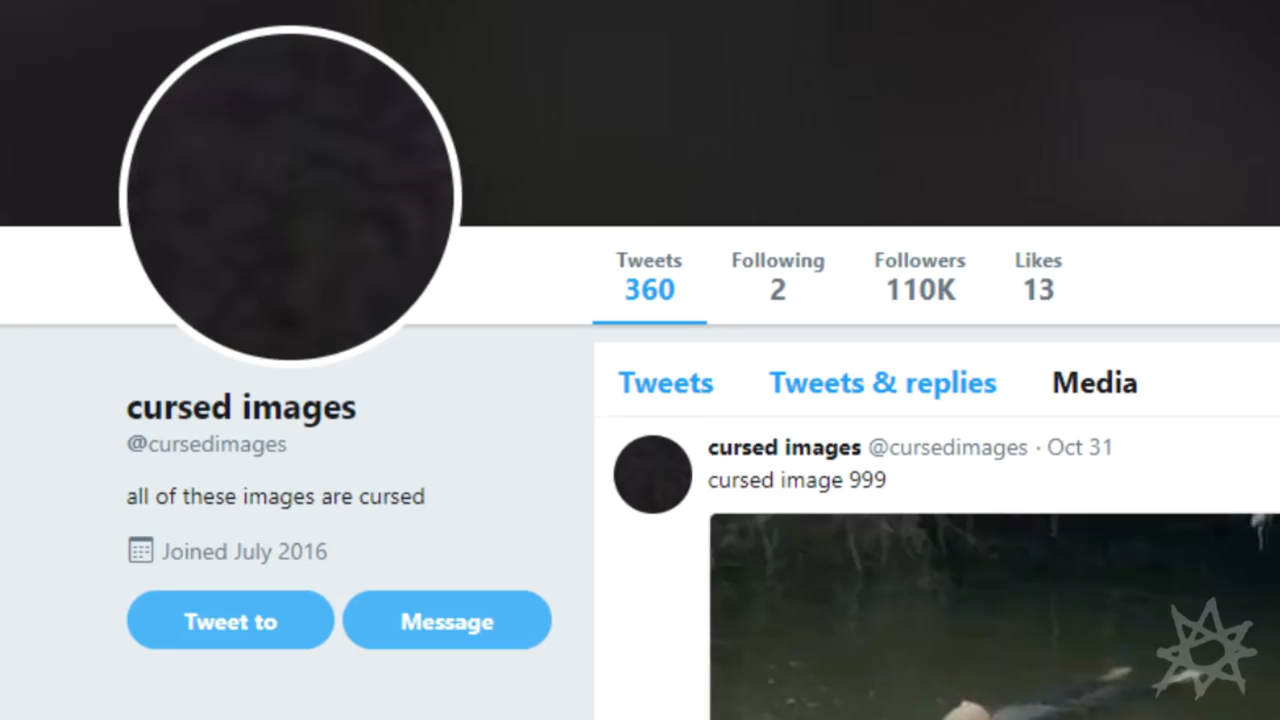 Tweets Following Followers Likes
360 2 110K 13
Tweets Tweets & replies Media
cursed images
@cursedimages
all of these images are cursed
Joined July 2016
Tweet to Message
cursed images @cursedimages · Oct 31
cursed image 999